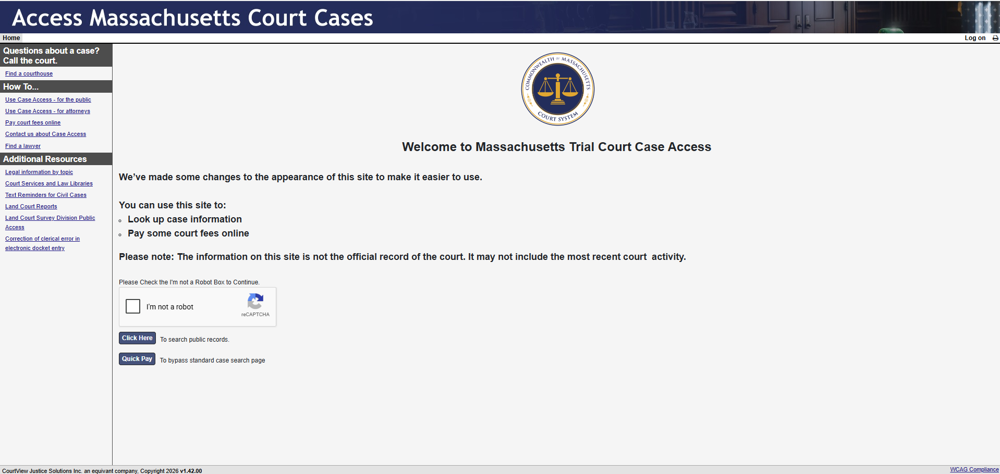 Access Massachusetts Court Cases
Home
Log on
Questions about a case?
Call the court.
Find a courthouse
How To...
Use Case Access - for the public
Use Case Access - for attorneys
Pay court fees online
Contact us about Case Access
Find a lawyer
Additional Resources
Legal information by topic
Court Services and Law Libraries
Text Reminders for Civil Cases
Land Court Reports
Land Court Survey Division Public
Access
Correction of clerical error in
electronic docket entry
COMMONWEALTH OF MASSACHUSETTS
COURT SYSTEM
Welcome to Massachusetts Trial Court Case Access
We’ve made some changes to the appearance of this site to make it easier to use.
You can use this site to:
Look up case information
Pay some court fees online
Please note: The information on this site is not the official record of the court. It may not include the most recent court  activity.
Please Check the I'm not a Robot Box to Continue.
I'm not a robot
reCAPTCHA
Click Here To search public records.
Quick Pay To bypass standard case search page
CourtView Justice Solutions Inc. an equivant company, Copyright 2026 v1.42.00
WCAG Compliance